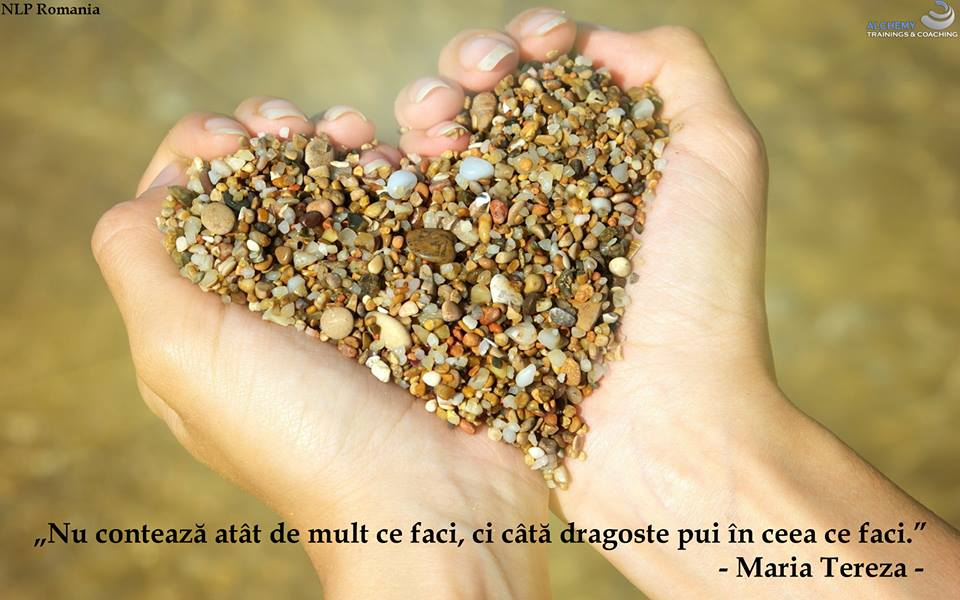 NLP Romania
ALCHEMY
TRAININGS & COACHING
„Nu contează atât de mult ce faci, ci câtă dragoste pui în ceea ce faci.”
- Maria Tereza -